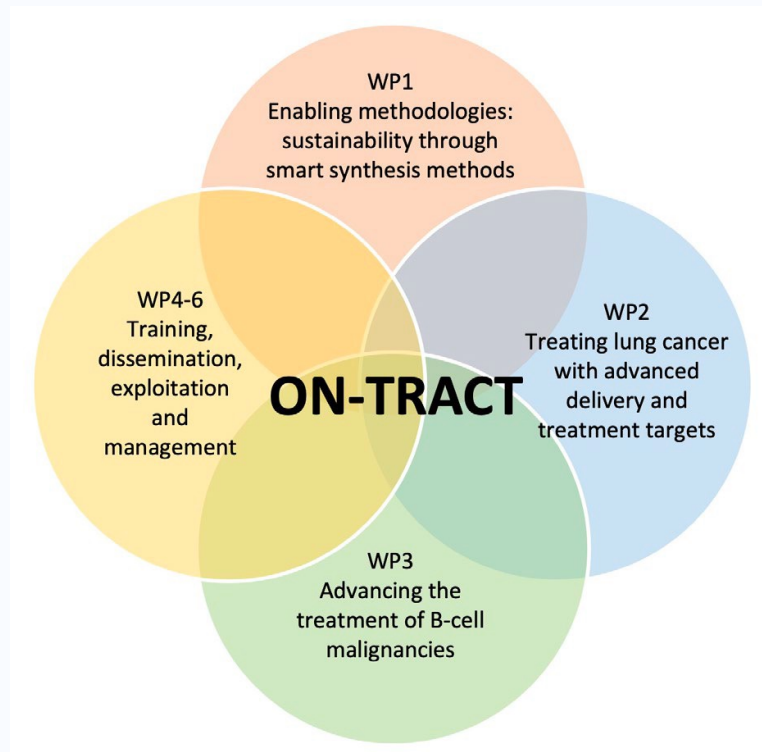 WP1
Enabling methodologies:
sustainability through
smart synthesis methods
WP4-6
Training,
dissemination,
exploitation
and
management
ON-TRACT
WP2
Treating lung cancer
with advanced
delivery and
treatment targets
WP3
Advancing the
treatment of B-cell
malignancies